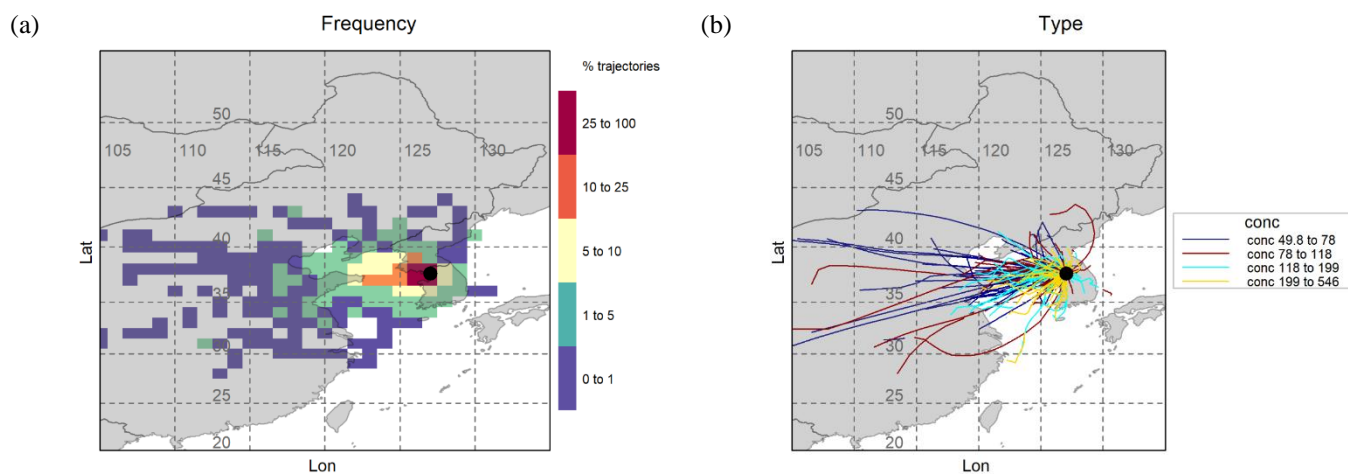 (a)
Frequency
50
105
110
115
120
125
130
45
40
35
30
25
20
Lat
Lon
% trajectories
25 to 100
10 to 25
5 to 10
1 to 5
0 to 1
(b)
Type
50
105
110
115
120
125
130
45
40
35
30
25
20
Lat
Lon
conc
conc 49.8 to 78
conc 78 to 118
conc 118 to 199
conc 199 to 546